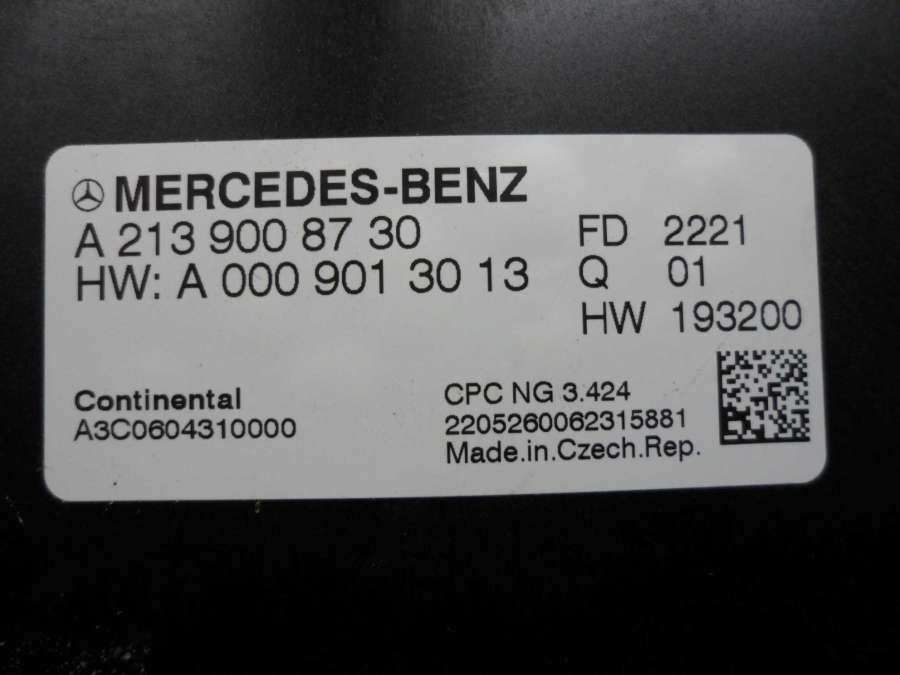 MERCEDES-BENZ
A 213 900 87 30
HW: A 000 901 30 13
FD 2221
Q 01
HW 193200
Continental
A3C0604310000
CPC NG 3.424
2205260062315881
Made.in.Czech.Rep.